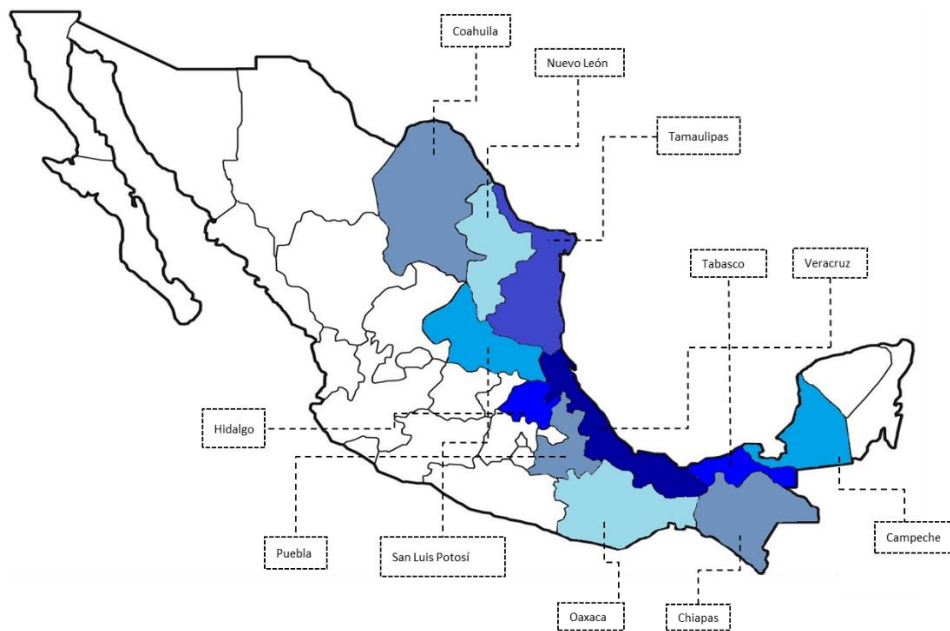 Coahuila
Nuevo León
Tamaulipas
Tabasco
Veracruz
Hidalgo
Campeche
Puebla
San Luis Potosí
Oaxaca
Chiapas